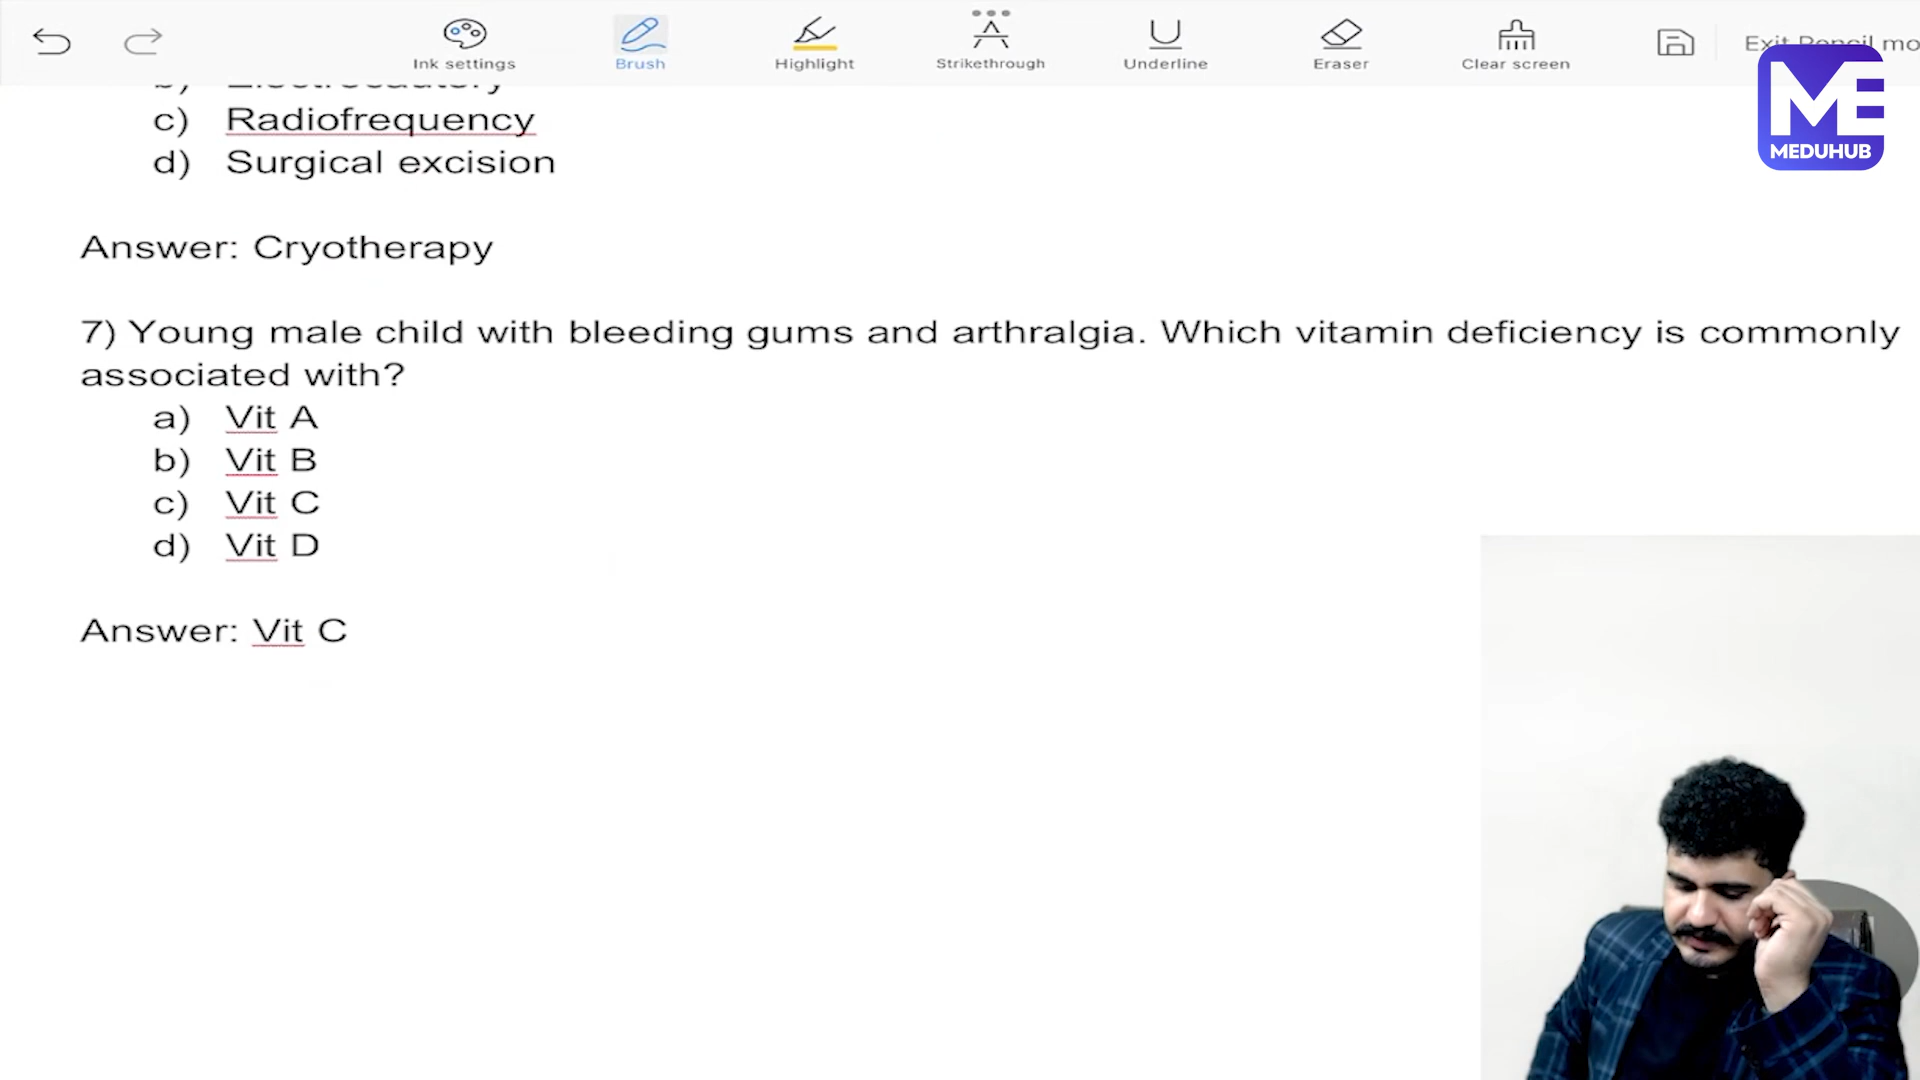 Ink settings
Brush
Highlight
Strikethrough
Underline
Eraser
Clear screen
Exit Pencil mo
ME
MEDUHUB
b) Electrocautery
c) Radiofrequency
d) Surgical excision
Answer: Cryotherapy
7) Young male child with bleeding gums and arthralgia. Which vitamin deficiency is commonly
associated with?
a) Vit A
b) Vit B
c) Vit C
d) Vit D
Answer: Vit C